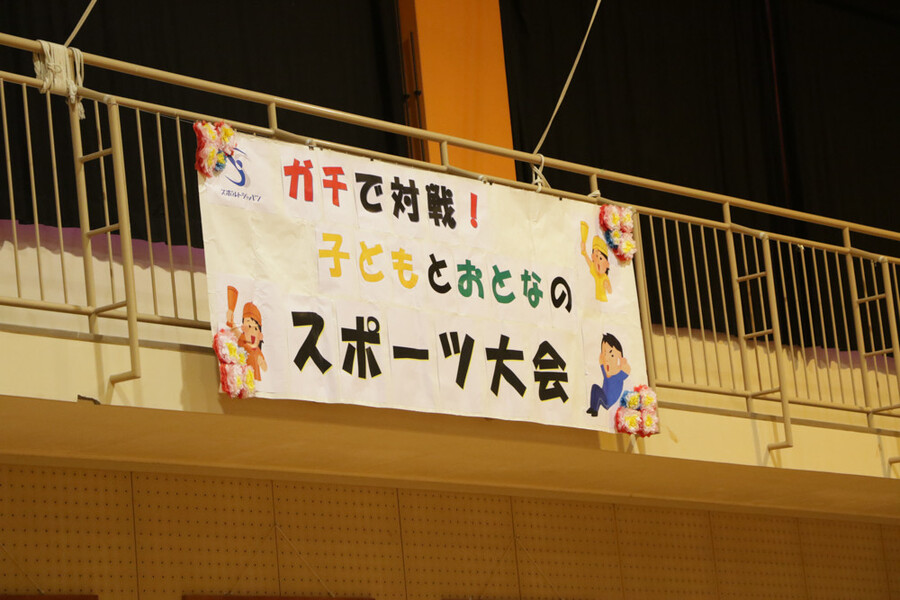 ガチで対戦!
子どもとおとなの
スポーツ大会